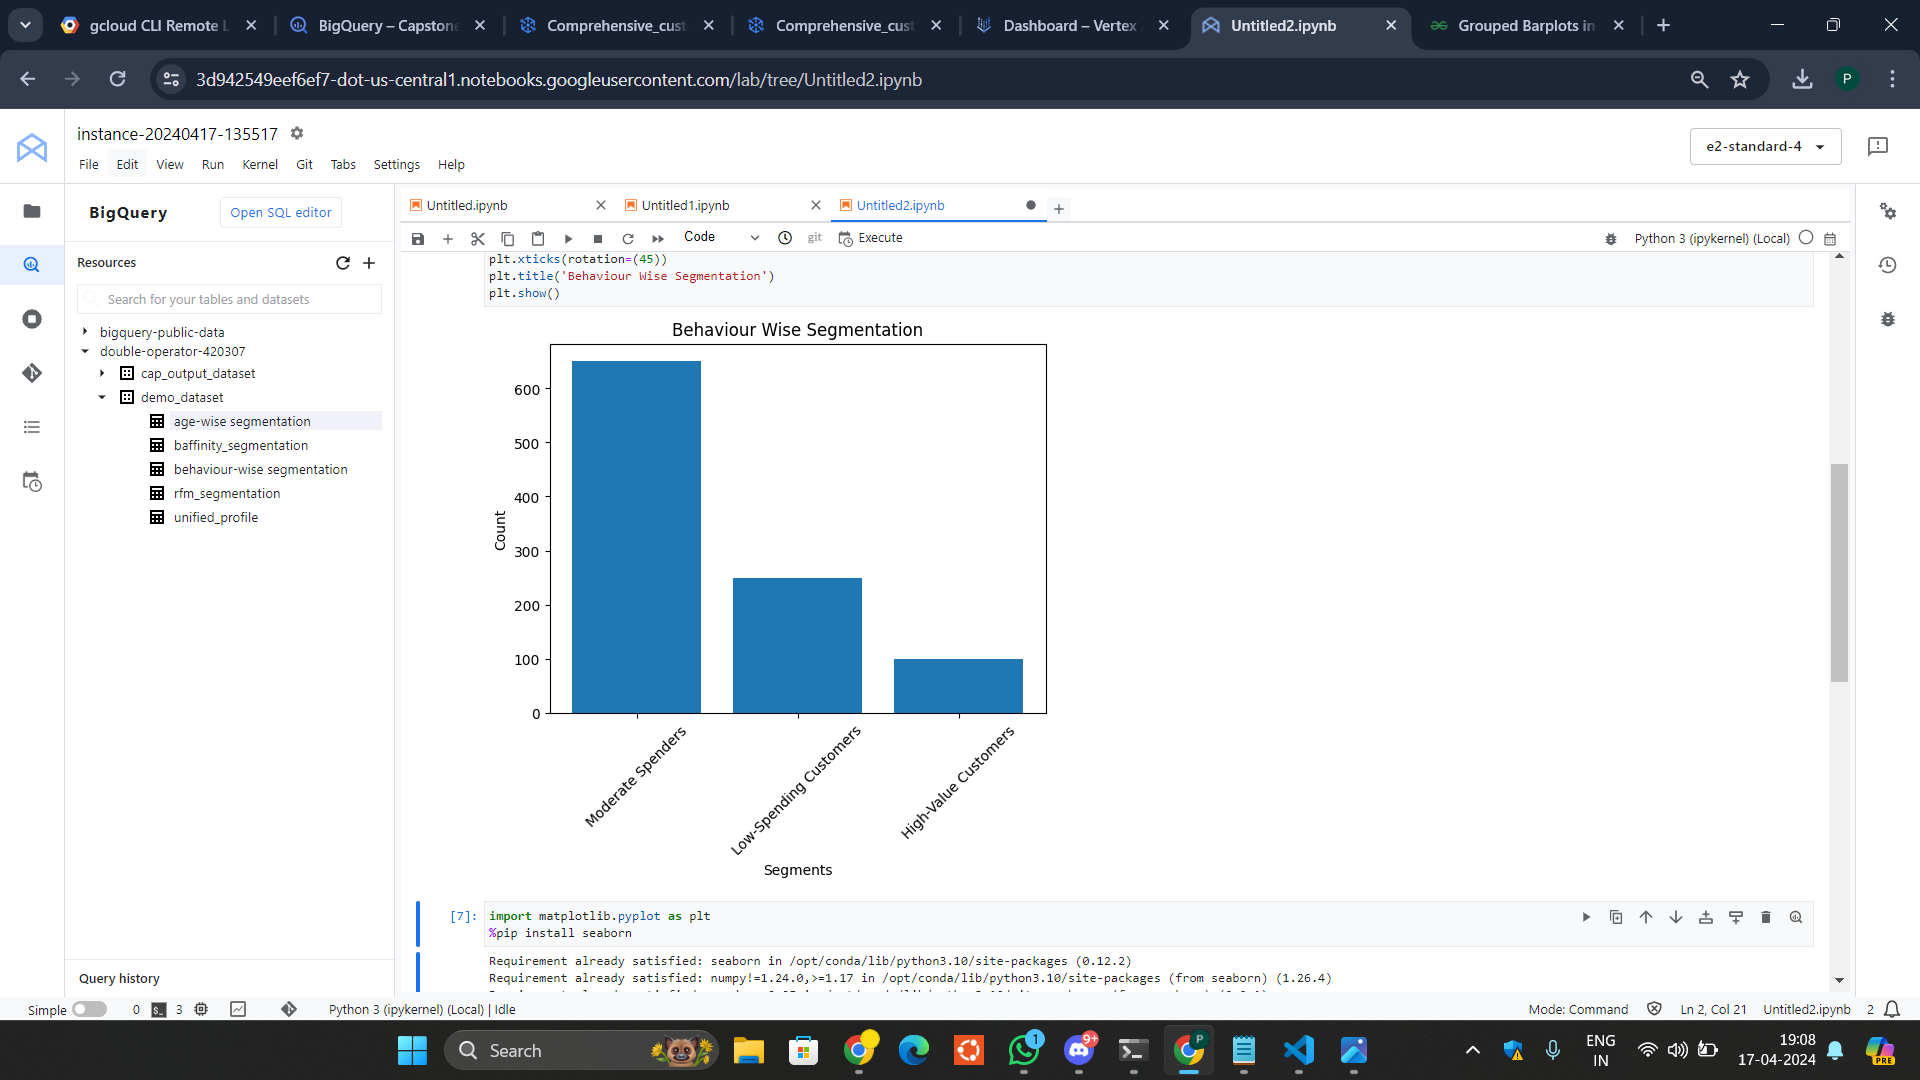 gcloud CLI Remote L
BigQuery – Capstone
Comprehensive_cust
Comprehensive_cust
Dashboard – Vertex
Untitled2.ipynb
Grouped Barplots in
3d942549eef6ef7-dot-us-central1.notebooks.googleusercontent.com/lab/tree/Untitled2.ipynb
P
instance-20240417-135517
e2-standard-4
File Edit View Run Kernel Git Tabs Settings Help
BigQuery
Open SQL editor
Resources
Search for your tables and datasets
bigquery-public-data
double-operator-420307
cap_output_dataset
demo_dataset
age-wise segmentation
baffinity_segmentation
behaviour-wise segmentation
rfm_segmentation
unified_profile
Query history
Untitled.ipynb
Untitled1.ipynb
Untitled2.ipynb
Code
git
Execute
Python 3 (ipykernel) (Local)
plt.xticks(rotation=(45))
plt.title('Behaviour Wise Segmentation')
plt.show()
Behaviour Wise Segmentation
600
500
400
300
200
100
0
Count
Moderate Spenders
Low-Spending Customers
High-Value Customers
Segments
[7]:
import matplotlib.pyplot as plt
%pip install seaborn
Requirement already satisfied: seaborn in /opt/conda/lib/python3.10/site-packages (0.12.2)
Requirement already satisfied: numpy!=1.24.0,>=1.17 in /opt/conda/lib/python3.10/site-packages (from seaborn) (1.26.4)
Simple
0
3
Python 3 (ipykernel) (Local) | Idle
Mode: Command
Ln 2, Col 21
Untitled2.ipynb
2
Search
1
9+
P
ENG
IN
19:08
17-04-2024
PRE